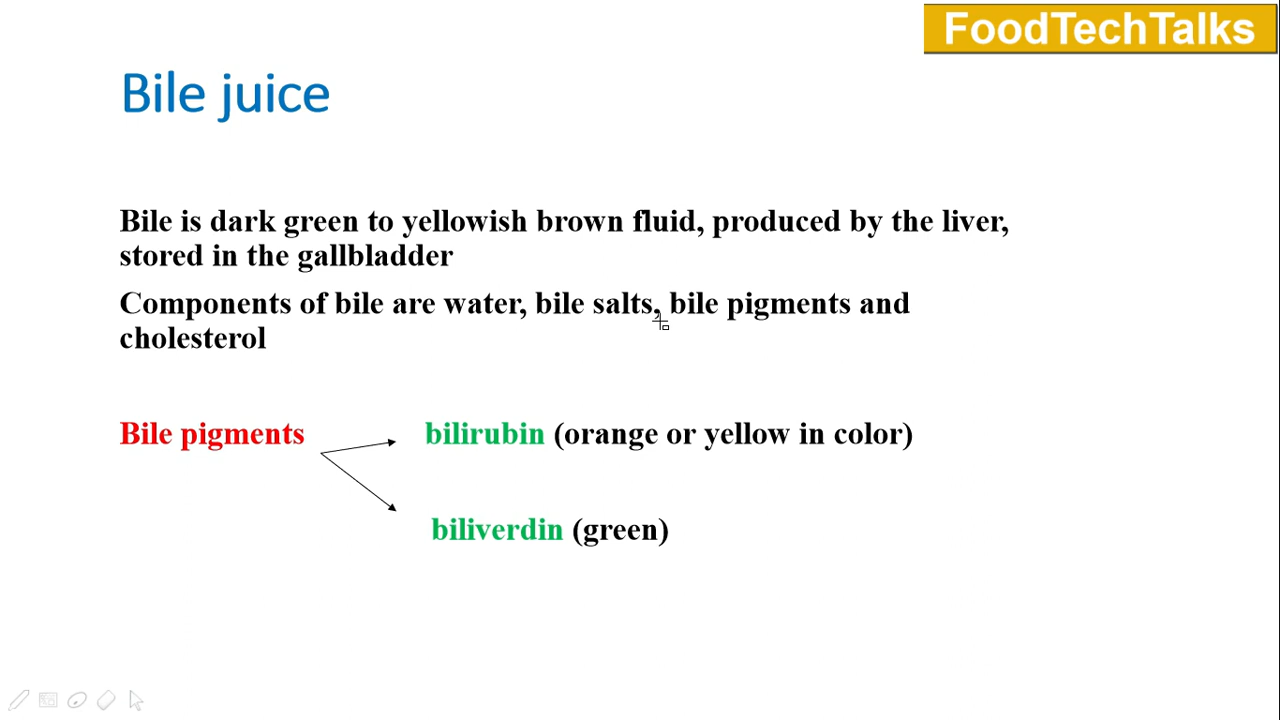 FoodTechTalks
Bile juice
Bile is dark green to yellowish brown fluid, produced by the liver,
stored in the gallbladder
Components of bile are water, bile salts, bile pigments and
cholesterol
Bile pigments bilirubin (orange or yellow in color)
biliverdin (green)